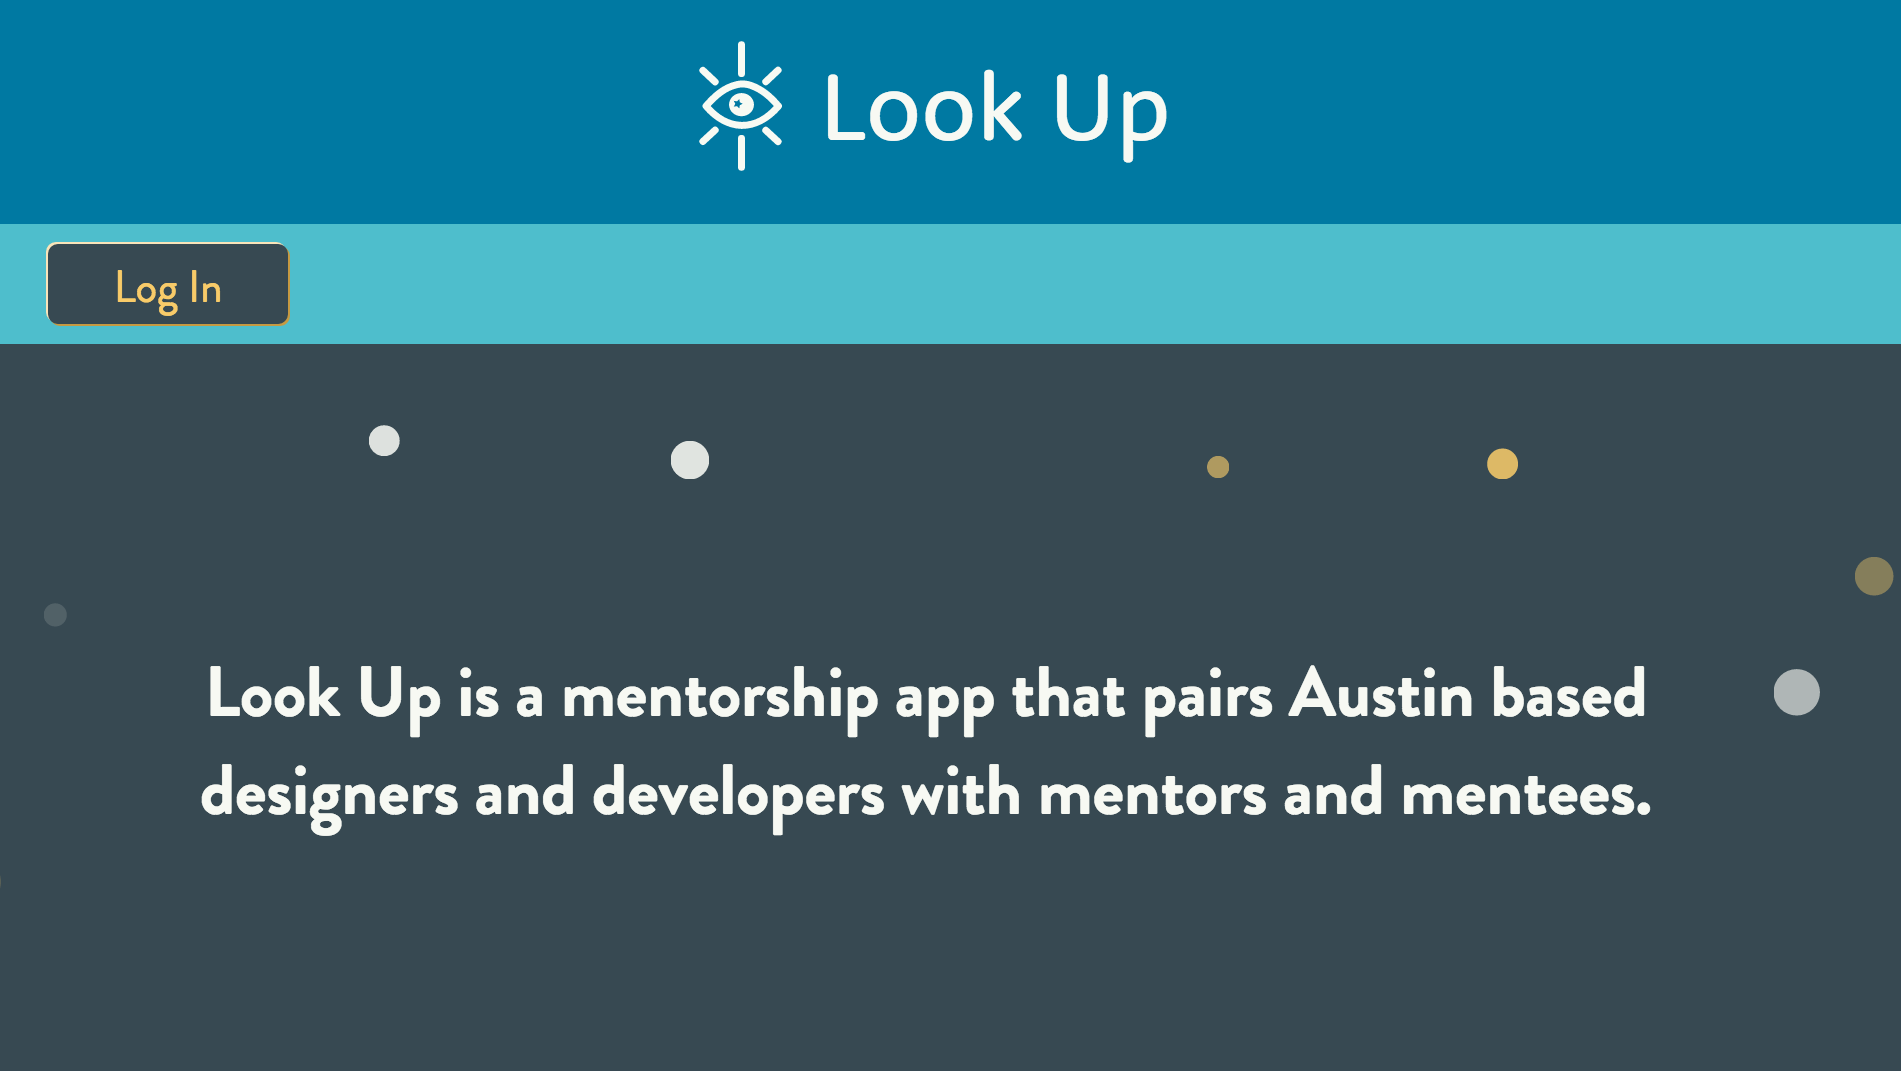 Look Up
Log In
Look Up is a mentorship app that pairs Austin based
designers and developers with mentors and mentees.